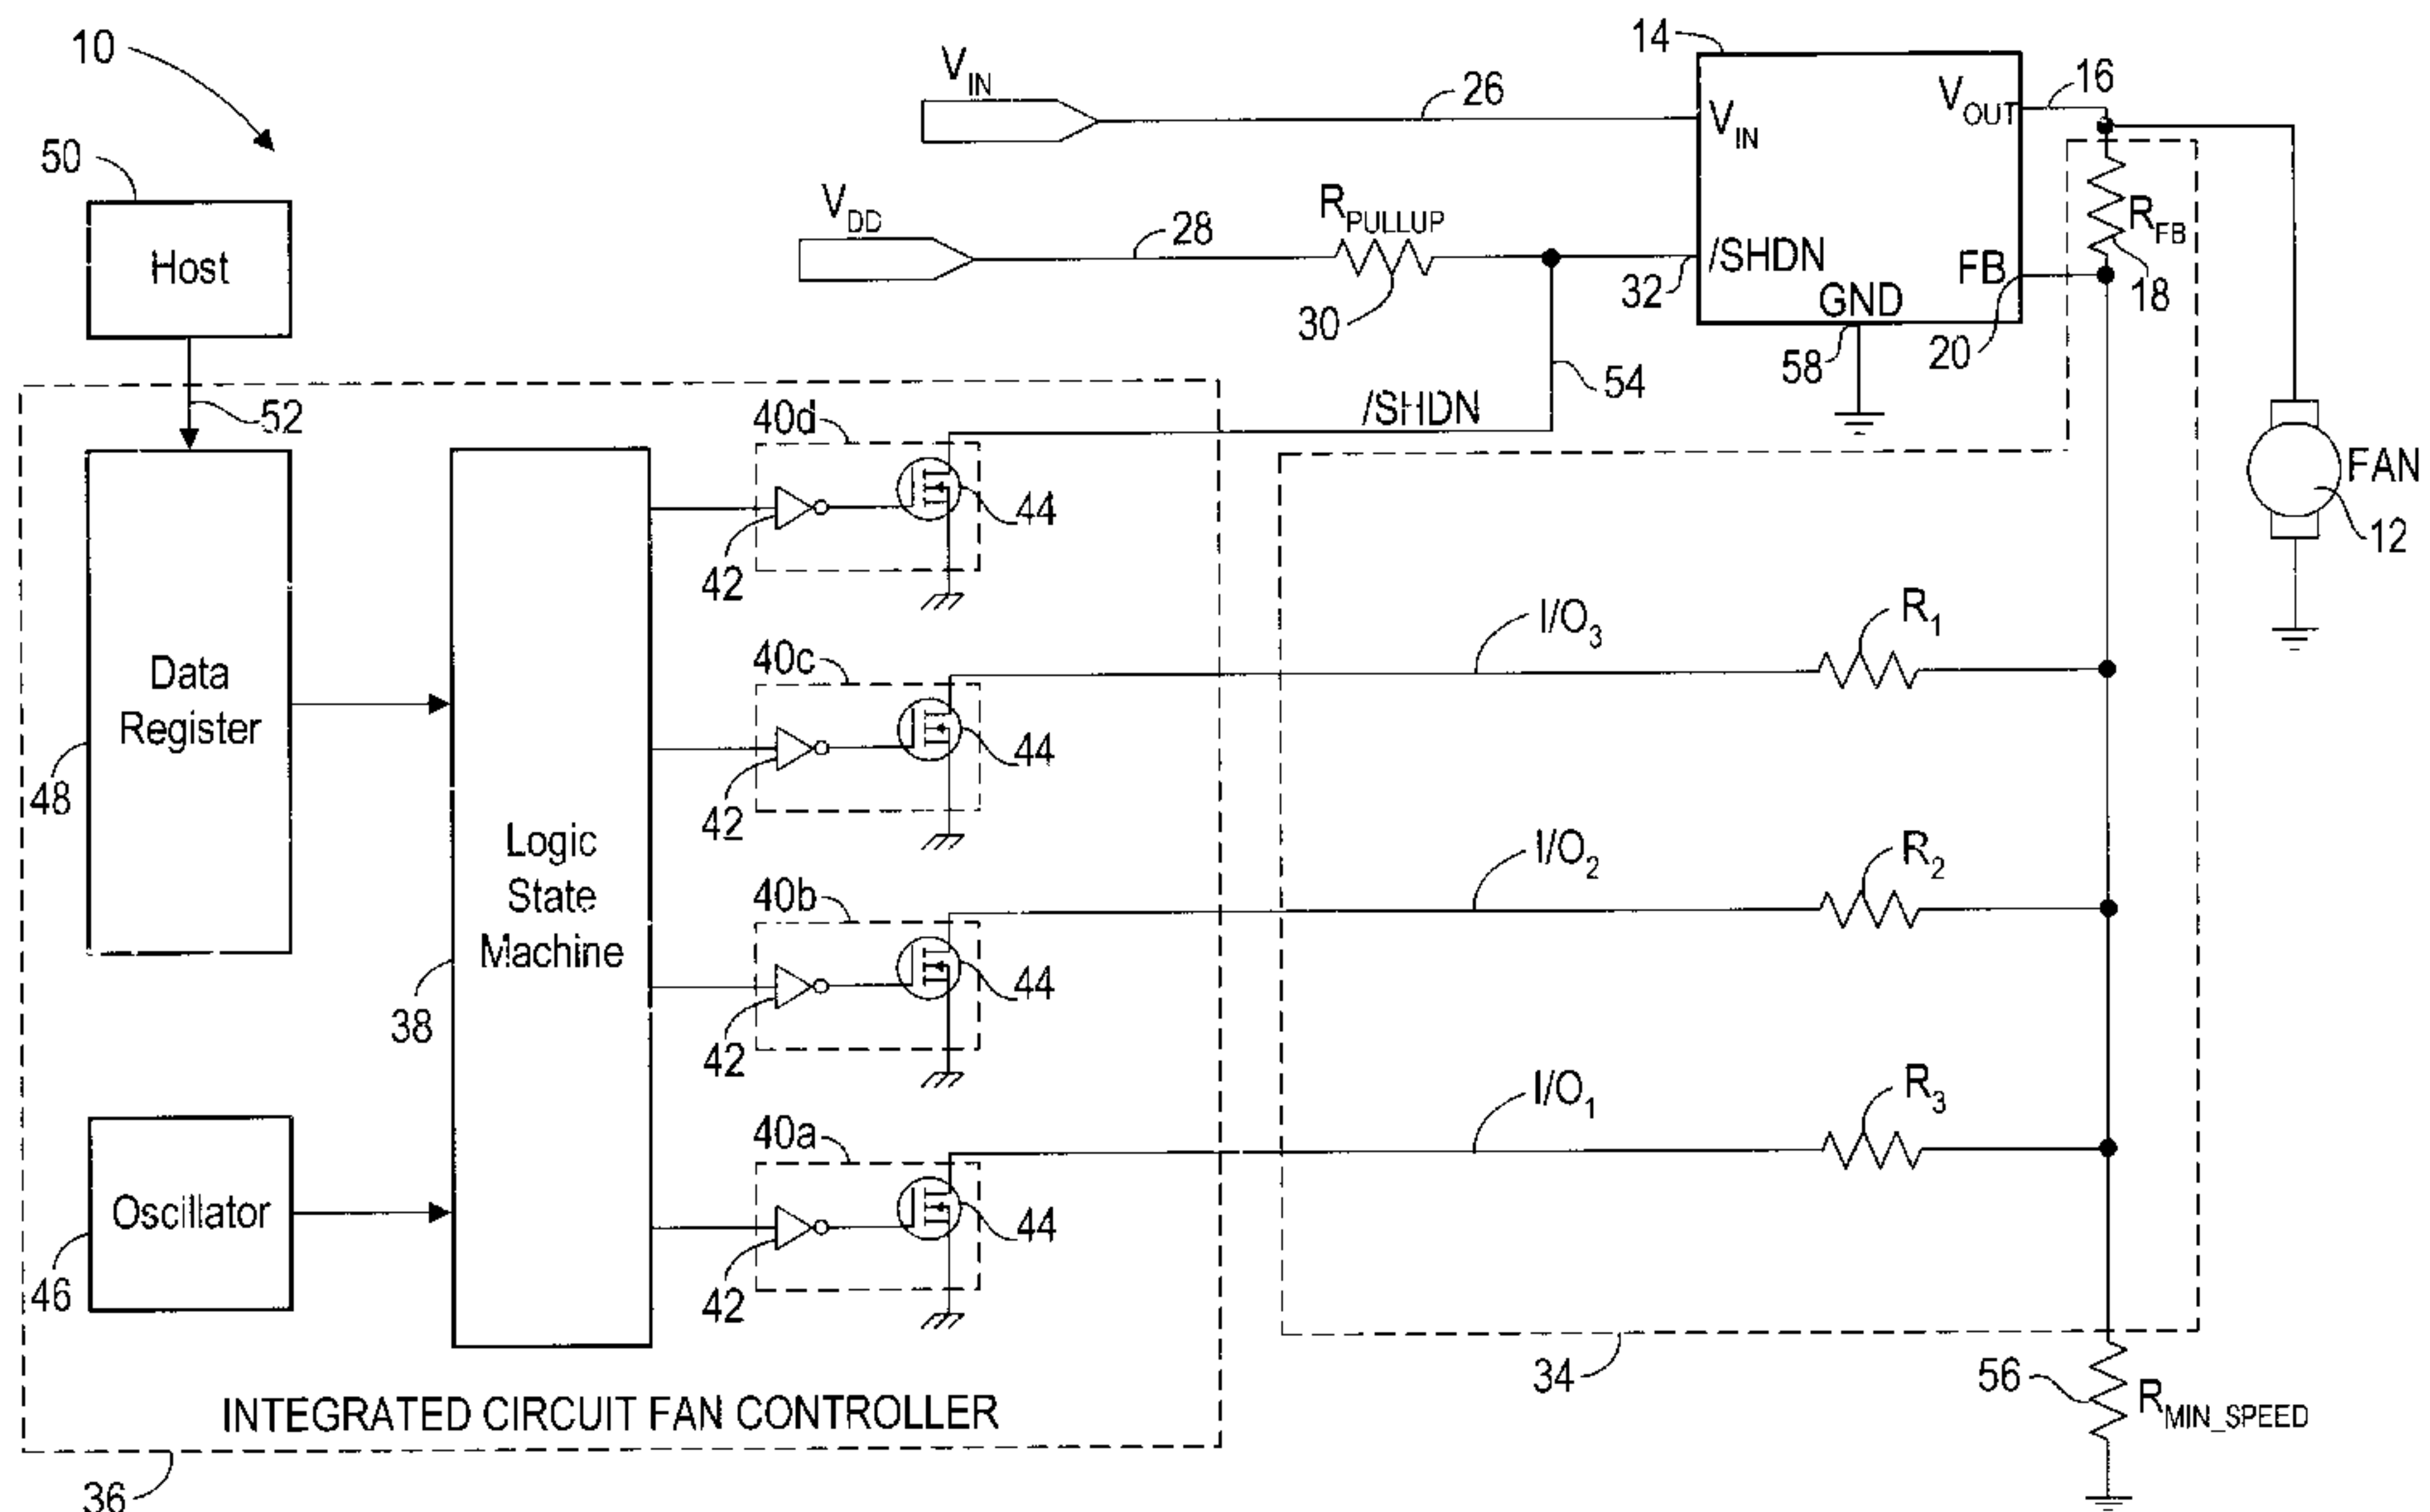 10
V_IN
26
14
V_IN
V_OUT
16
50
Host
V_DD
28
R_PULLUP
30
32
/SHDN
GND
FB
R_FB
18
20
58
54
52
/SHDN
FAN
12
40d
42
44
Data
Register
48
Logic
State
Machine
38
40c
42
44
I/O_3
R_1
40b
42
44
I/O_2
R_2
40a
42
44
I/O_1
R_3
Oscillator
46
INTEGRATED CIRCUIT FAN CONTROLLER
36
34
56
R_MIN_SPEED